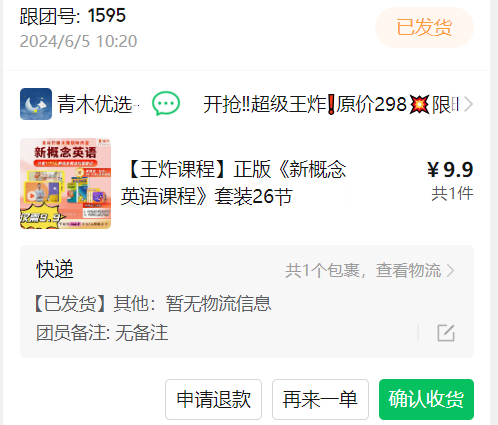 跟团号: 1595
已发货
2024/6/5 10:20
青木优选
开抢!!超级王炸❗原价298💥限时
【王炸课程】正版《新概念
英语课程》套装26节
¥9.9
共1件
新概念英语
快递
共1个包裹，查看物流
【已发货】其他：暂无物流信息
团员备注: 无备注
申请退款
再来一单
确认收货